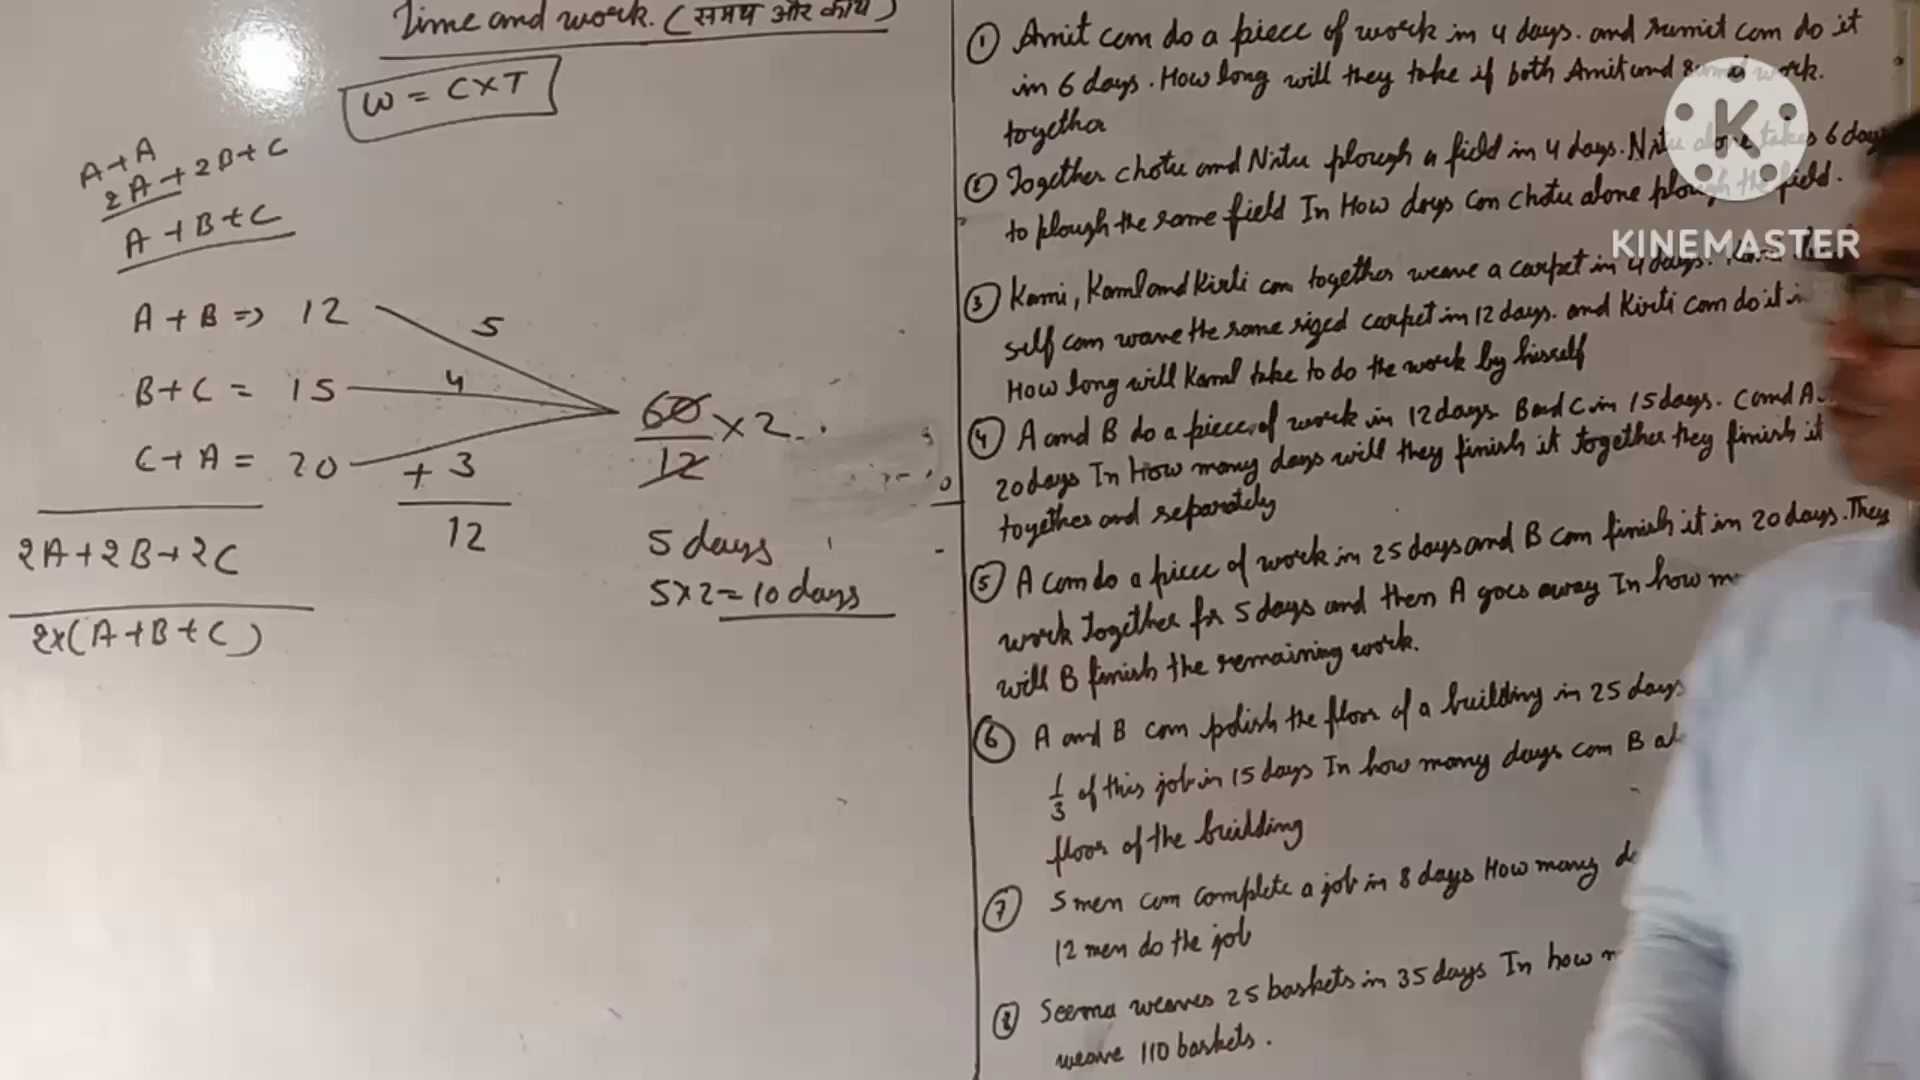 Time and work. (समय और कार्य)
W = C×T
A+A
2A+2B+C
A+B+C
A+B => 12
5
B+C = 15
4
C+A = 20
+3
12
60/12 ×2
2A+2B+2C
2×(A+B+C)
5 days
5×2=10 days
① Amit can do a piece of work in 4 days. and sumit can do it
in 6 days. How long will they take if both Amit and work.
together
② Together chotu and Nitu plough a field in 4 days. Nitu alone takes 6 days
to plough the same field In How days Can chotu alone plough the field.
③ Kami, Kamal and Kirti can together weave a carpet in 4 days.
self can wave the same sized carpet in 12 days. and Kirti can do it in
How long will Kamal take to do the work by hisself
④ A and B do a piece of work in 12 days B and C in 15 days. C and A
20 days In How many days will they finish it together they finish it
together and separately
⑤ A can do a piece of work in 25 days and B can finish it in 20 days. They
work together for 5 days and then A goes away In how
will B finish the remaining work.
⑥ A and B can polish the floor of a building in 25 days
1/3 of this job in 15 days In how many days can B
floor of the building
⑦ 5 men can complete a job in 8 days How many
12 men do the job
⑧ Seema weaves 25 baskets in 35 days In how
weave 110 baskets.
K
KINEMASTER